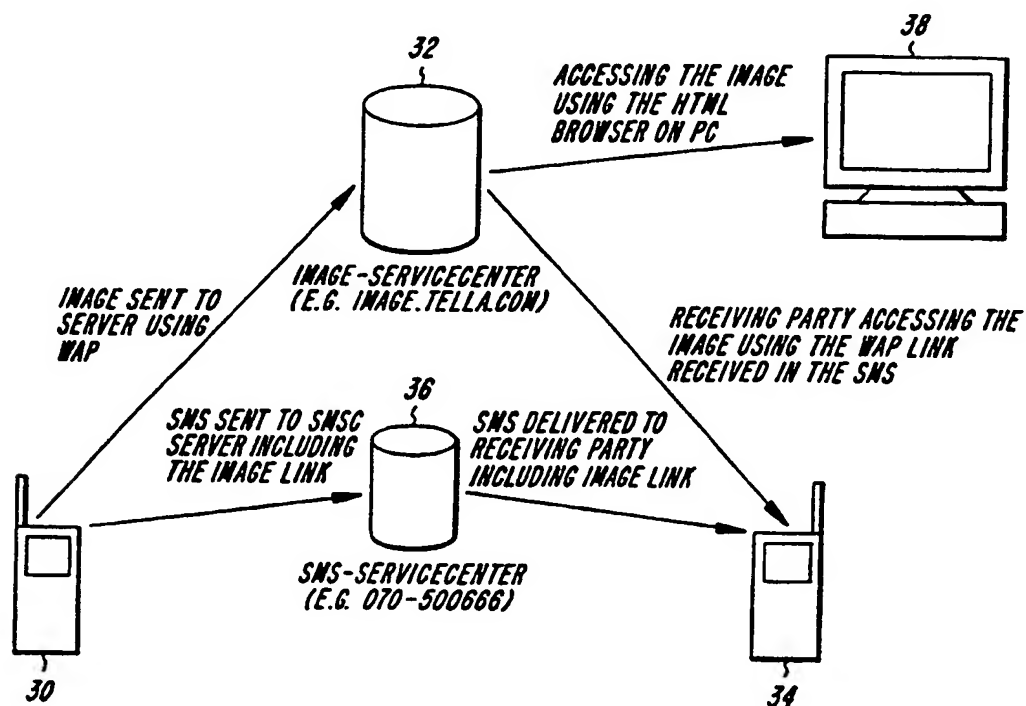 32
38
ACCESSING THE IMAGE
USING THE HTML
BROWSER ON PC
IMAGE-SERVICECENTER
(E.G. IMAGE.TELLA.COM)
IMAGE SENT TO
SERVER USING
WAP
RECEIVING PARTY ACCESSING THE
IMAGE USING THE WAP LINK
RECEIVED IN THE SMS
36
SMS SENT TO SMSC
SERVER INCLUDING
THE IMAGE LINK
SMS DELIVERED TO
RECEIVING PARTY
INCLUDING IMAGE LINK
SMS-SERVICECENTER
(E.G. 070-500666)
30
34